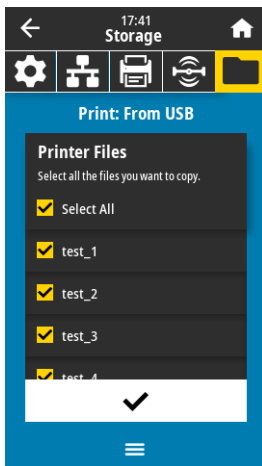 17:41
Storage
Print: From USB
Printer Files
Select all the files you want to copy.
Select All
test_1
test_2
test_3
test_4